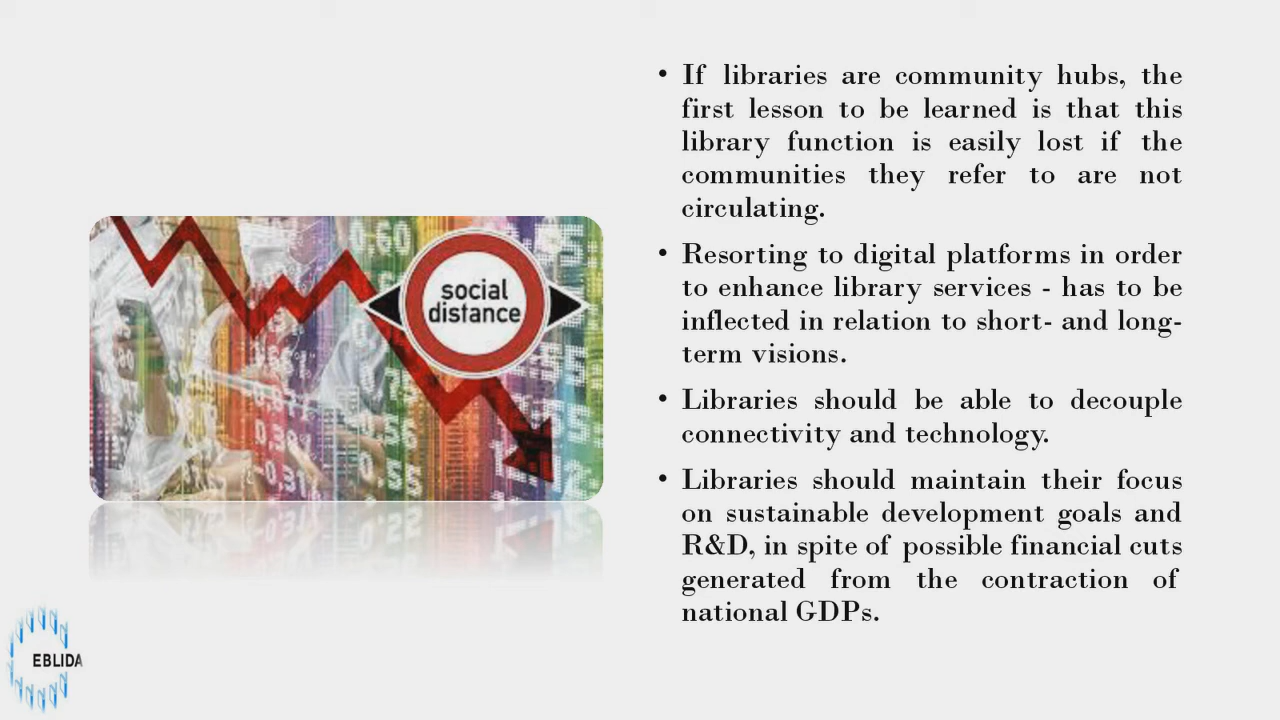 If libraries are community hubs, the
first lesson to be learned is that this
library function is easily lost if the
communities they refer to are not
circulating.
Resorting to digital platforms in order
to enhance library services - has to be
inflected in relation to short- and long-
term visions.
Libraries should be able to decouple
connectivity and technology.
Libraries should maintain their focus
on sustainable development goals and
R&D, in spite of possible financial cuts
generated from the contraction of
national GDPs.
social
distance
0,60
EBLIDA